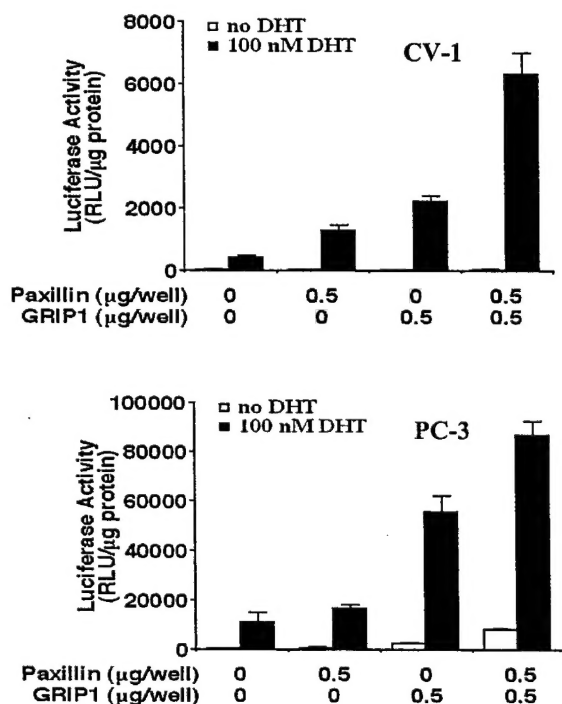 no DHT
100 nM DHT
CV-1
Luciferase Activity
(RLU/µg protein)
8000
6000
4000
2000
0
Paxillin (µg/well) 0 0.5 0 0.5
GRIP1 (µg/well) 0 0 0.5 0.5
no DHT
100 nM DHT
PC-3
Luciferase Activity
(RLU/µg protein)
100000
80000
60000
40000
20000
0
Paxillin (µg/well) 0 0.5 0 0.5
GRIP1 (µg/well) 0 0 0.5 0.5